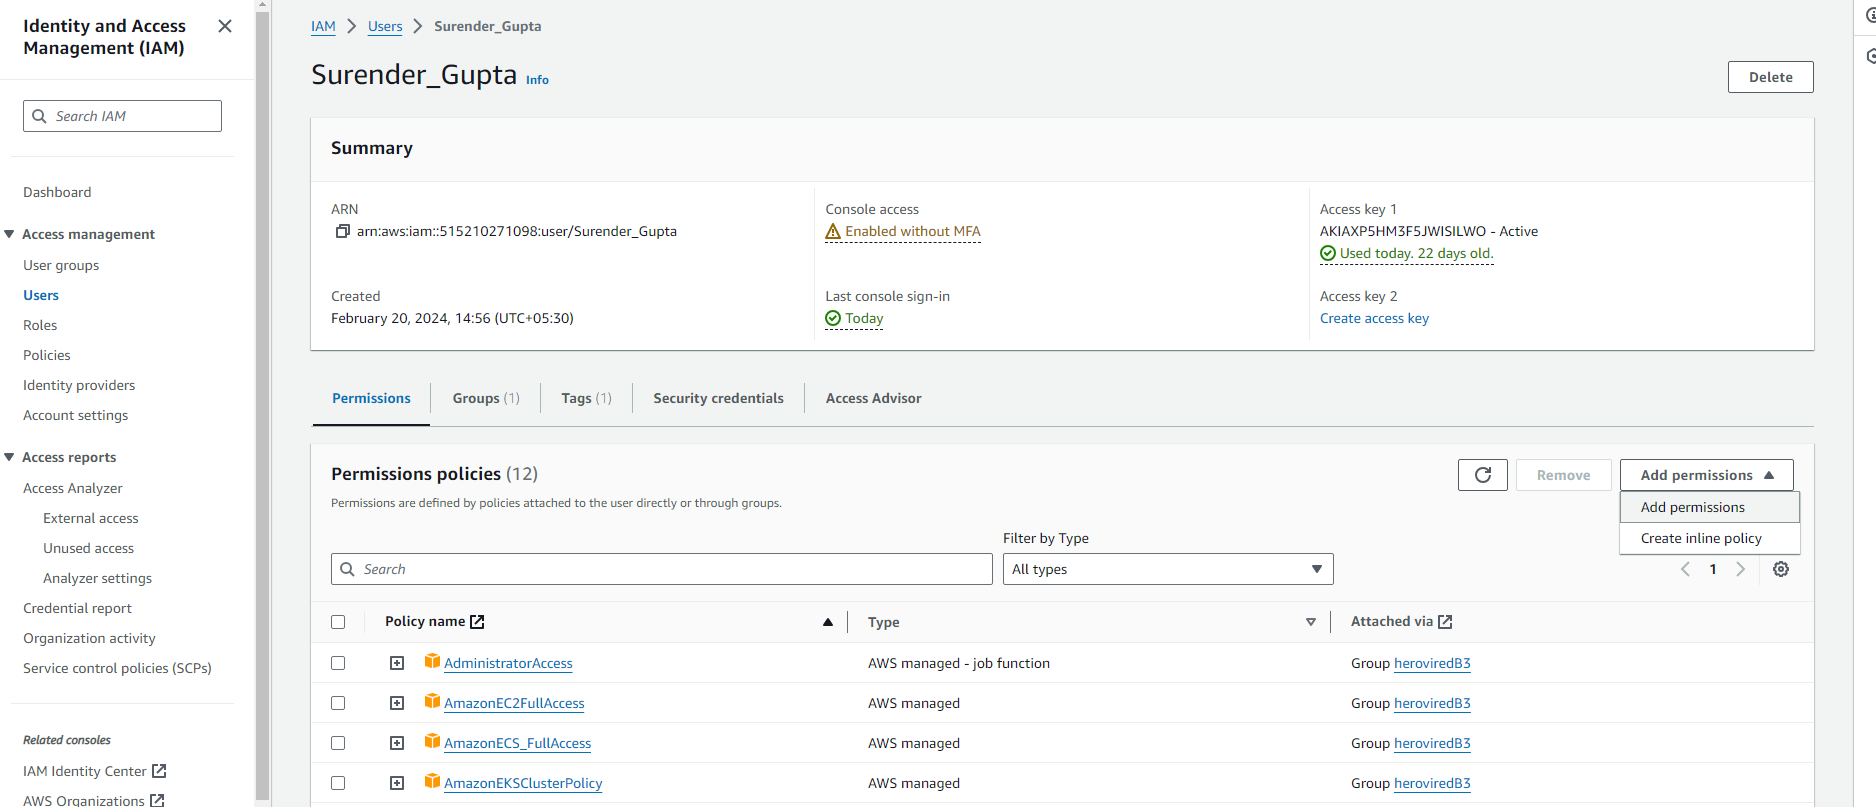 Identity and Access
Management (IAM)
Search IAM
Dashboard
Access management
User groups
Users
Roles
Policies
Identity providers
Account settings
Access reports
Access Analyzer
External access
Unused access
Analyzer settings
Credential report
Organization activity
Service control policies (SCPs)
Related consoles
IAM Identity Center
AWS Organizations
IAM > Users > Surender_Gupta
Surender_Gupta Info
Delete
Summary
ARN
arn:aws:iam::515210271098:user/Surender_Gupta
Created
February 20, 2024, 14:56 (UTC+05:30)
Console access
Enabled without MFA
Last console sign-in
Today
Access key 1
AKIAXP5HM3F5JWISILWO - Active
Used today. 22 days old.
Access key 2
Create access key
Permissions Groups (1) Tags (1) Security credentials Access Advisor
Permissions policies (12)
Permissions are defined by policies attached to the user directly or through groups.
Remove
Add permissions
Add permissions
Create inline policy
Filter by Type
Search
All types
1
Policy name Type Attached via
AdministratorAccess AWS managed - job function Group heroviredB3
AmazonEC2FullAccess AWS managed Group heroviredB3
AmazonECS_FullAccess AWS managed Group heroviredB3
AmazonEKSClusterPolicy AWS managed Group heroviredB3